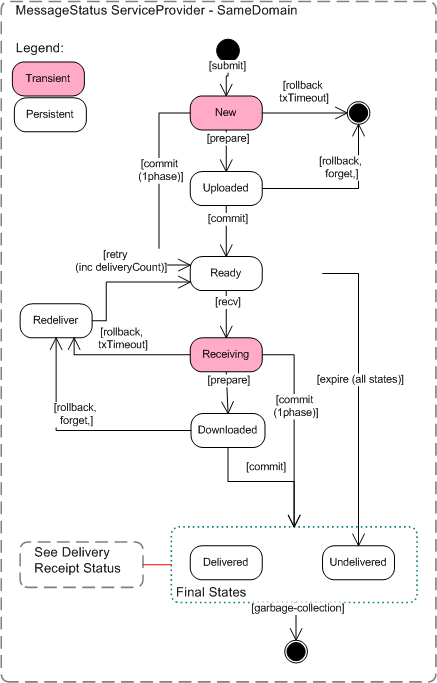 MessageStatus ServiceProvider - SameDomain
Legend:
Transient
Persistent
[submit]
New
[rollback
txTimeout]
[prepare]
[commit
(1phase)]
[rollback,
forget,]
Uploaded
[commit]
[retry
(inc deliveryCount)]
Ready
[recv]
Redeliver
[rollback,
txTimeout]
Receiving
[prepare]
[expire (all states)]
[commit
(1phase)]
[rollback,
forget,]
Downloaded
[commit]
See Delivery
Receipt Status
Delivered
Undelivered
Final States
[garbage-collection]